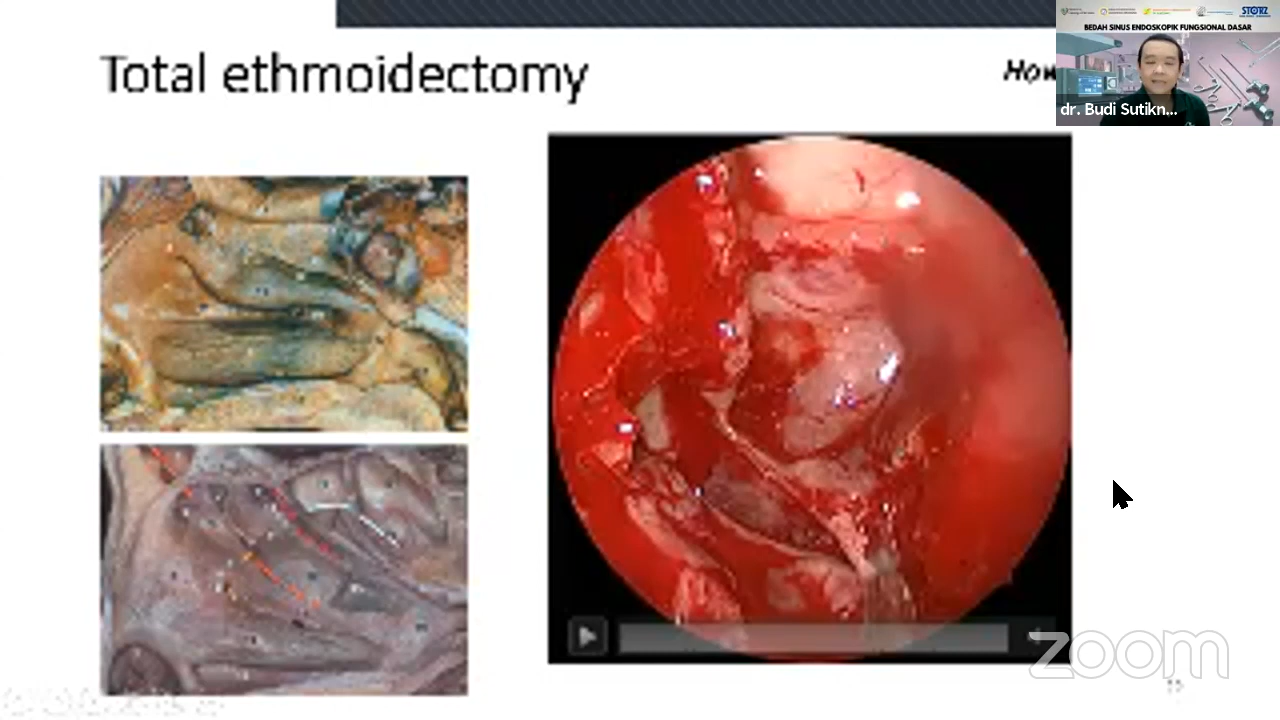 Total ethmoidectomy
How
STORZ
BEDAH SINUS ENDOSKOPIK FUNGSIONAL DASAR
dr. Budi Sutikn...
zoom